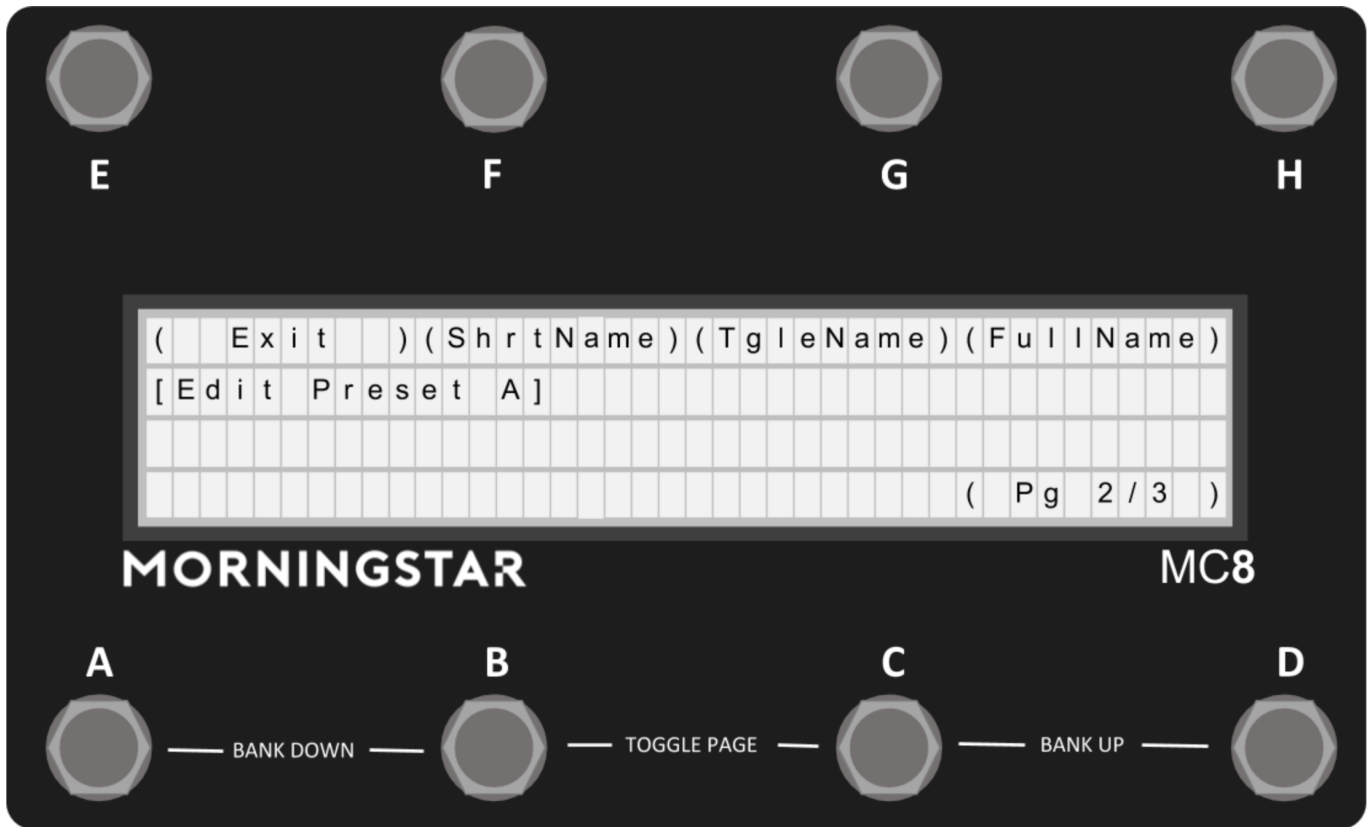 E F G H
( Exit )(ShrtName)(TgleName)(FullName)
[Edit Preset A]
( Pg 2/3 )
MORNINGSTAR MC8
A B C D
BANK DOWN TOGGLE PAGE BANK UP